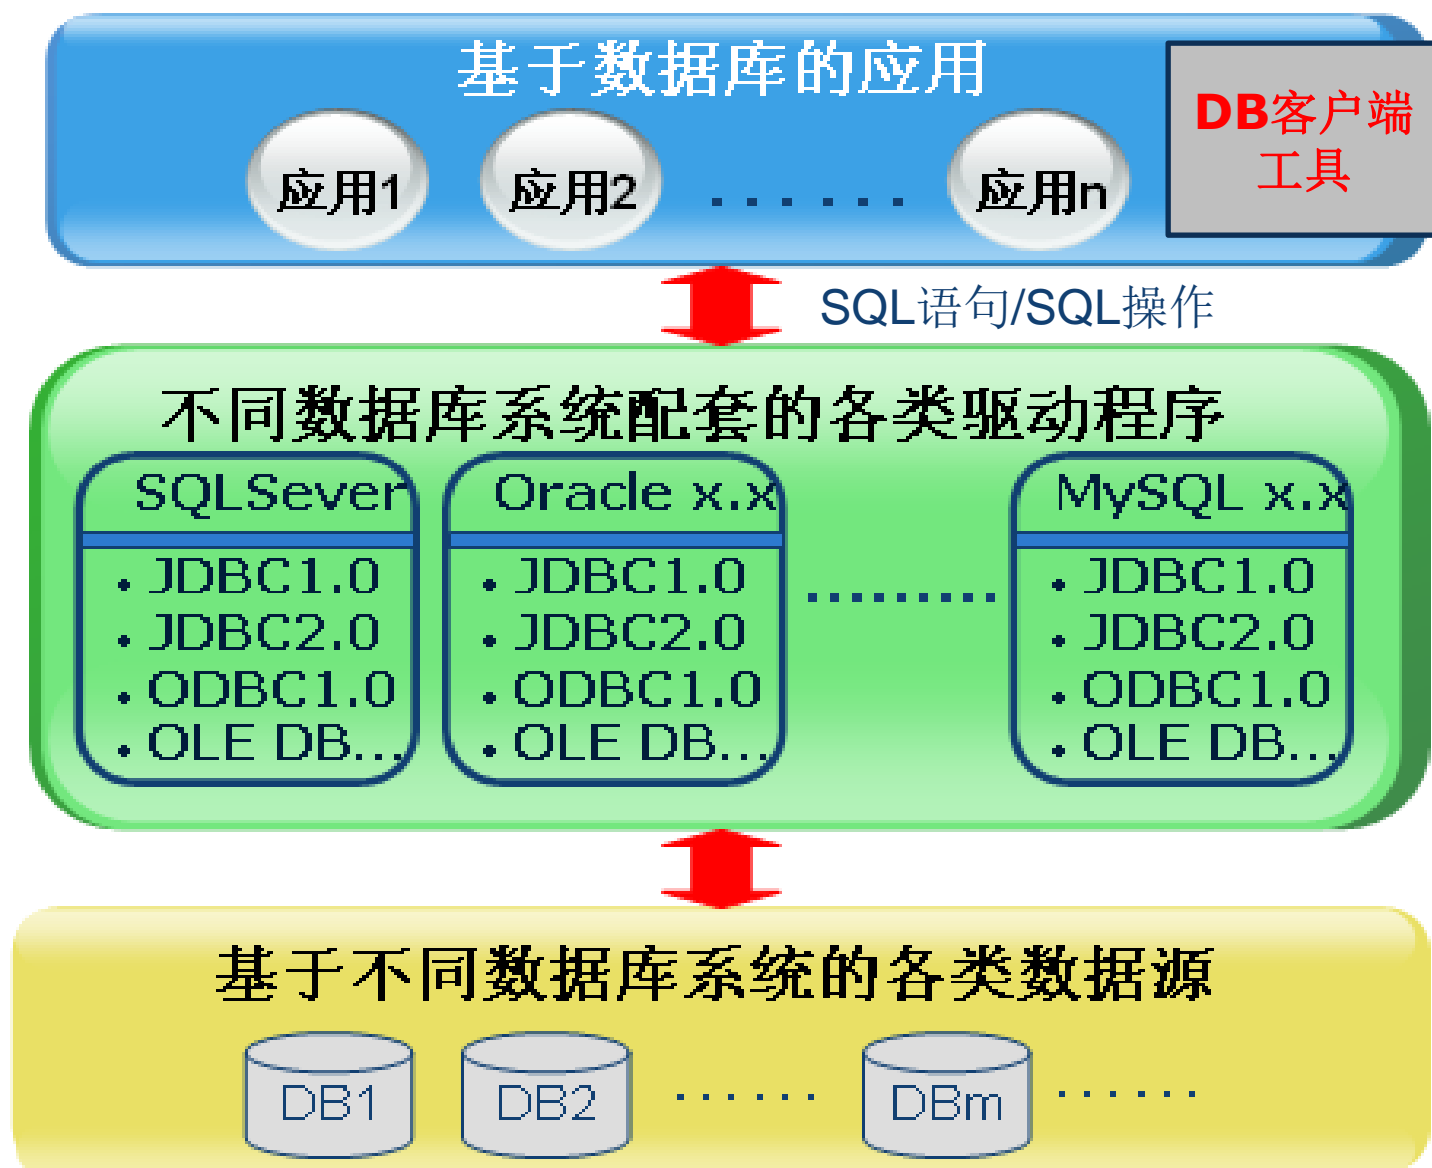 基于数据库的应用
DB客户端
工具
应用1
应用2
······
应用n
SQL语句/SQL操作
不同数据库系统配套的各类驱动程序
SQLSever
• JDBC1.0
• JDBC2.0
• ODBC1.0
• OLE DB...
Oracle x.x
• JDBC1.0
• JDBC2.0
• ODBC1.0
• OLE DB...
·········
MySQL x.x
• JDBC1.0
• JDBC2.0
• ODBC1.0
• OLE DB...
基于不同数据库系统的各类数据源
DB1
DB2
······
DBm
······